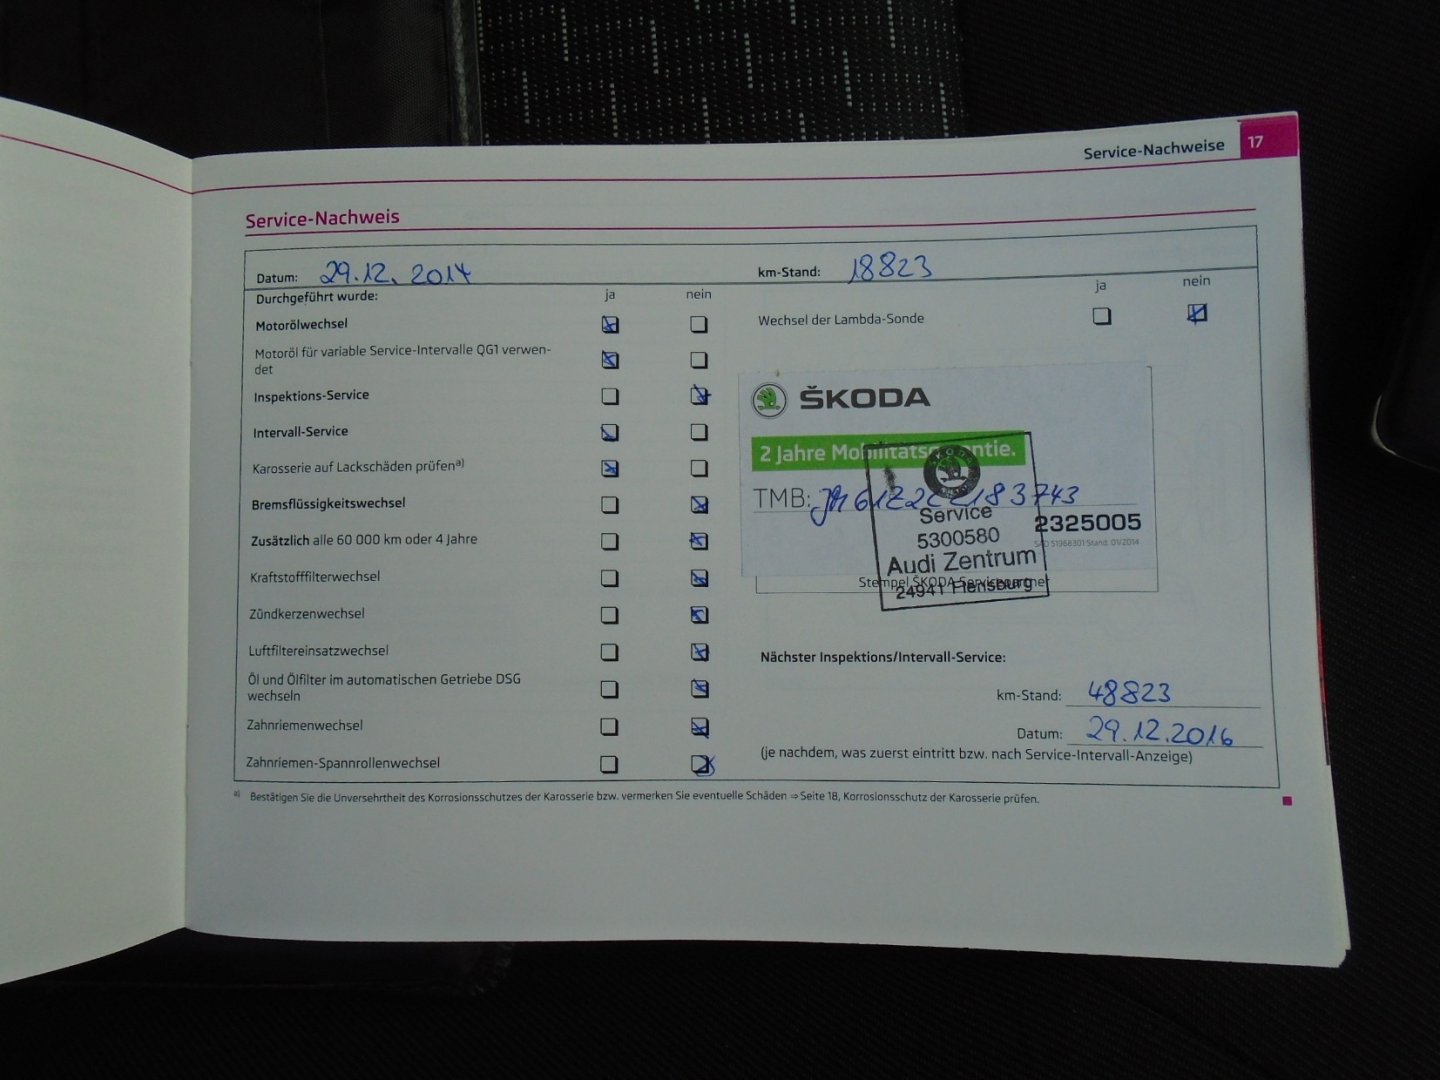 Service-Nachweise 17
Service-Nachweis
Datum: 29.12.2014 km-Stand: 18823
Durchgeführt wurde: ja nein
ja nein
Motorölwechsel
Wechsel der Lambda-Sonde
Motoröl für variable Service-Intervalle QG1 verwen-
det
Inspektions-Service
Intervall-Service
Karosserie auf Lackschäden prüfen a)
Bremsflüssigkeitswechsel
Zusätzlich alle 60 000 km oder 4 Jahre
Kraftstofffilterwechsel
Zündkerzenwechsel
Luftfiltereinsatzwechsel
Öl und Ölfilter im automatischen Getriebe DSG
wechseln
Zahnriemenwechsel
Zahnriemen-Spannrollenwechsel
ŠKODA
2 Jahre Mobilitätsgarantie.
TMB:
SKODA
Service
2325005
5300580
SAD 51966301 Stand: 01/2014
Audi Zentrum
Stempel ŠKODA Servicepartner
24941 Flensburg
Nächster Inspektions/Intervall-Service:
km-Stand: 48823
Datum: 29.12.2016
(je nachdem, was zuerst eintritt bzw. nach Service-Intervall-Anzeige)
a) Bestätigen Sie die Unversehrtheit des Korrosionsschutzes der Karosserie bzw. vermerken Sie eventuelle Schäden ⇒ Seite 18, Korrosionsschutz der Karosserie prüfen.